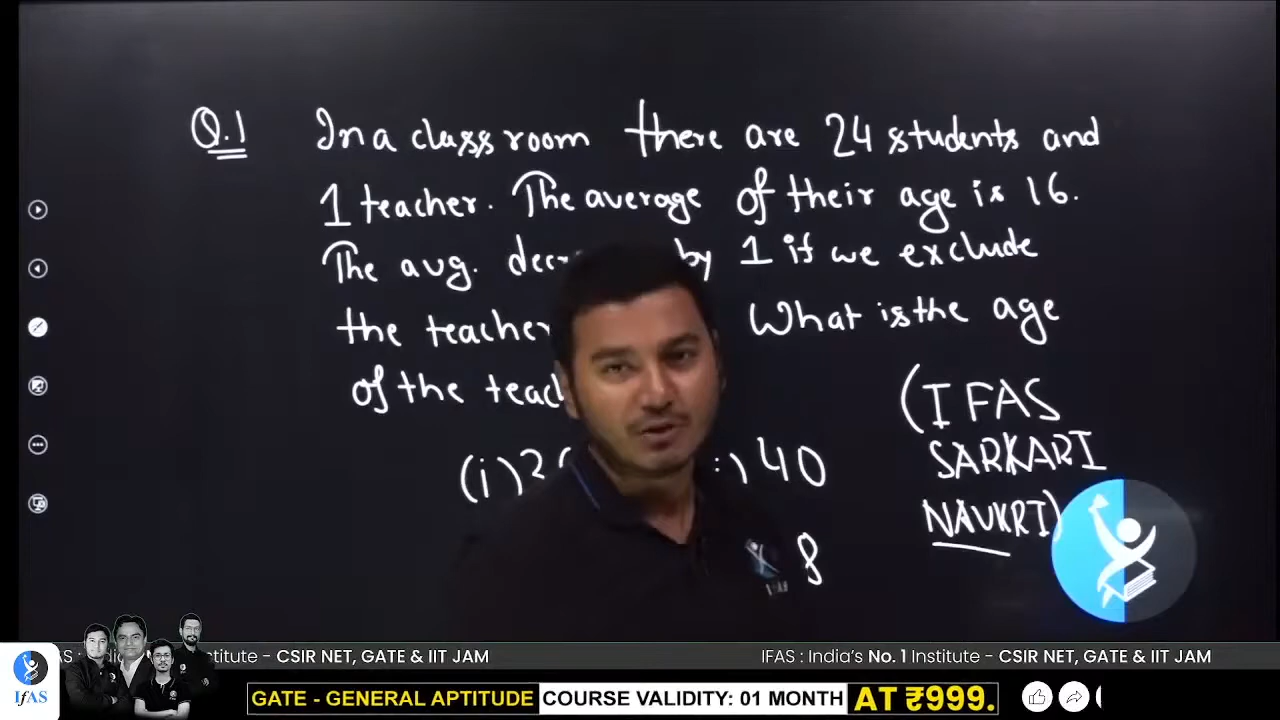 Q.1 In a class room there are 24 students and
1 teacher. The average of their age is 16.
The avg. by 1 if we exclude
the teacher What is the age
of the
(i) 40
8
(IFAS
SARKARI
NAUKRI)
IFAS
IFAS : India's No. 1 Institute - CSIR NET, GATE & IIT JAM
GATE - GENERAL APTITUDE COURSE VALIDITY: 01 MONTH AT ₹999.